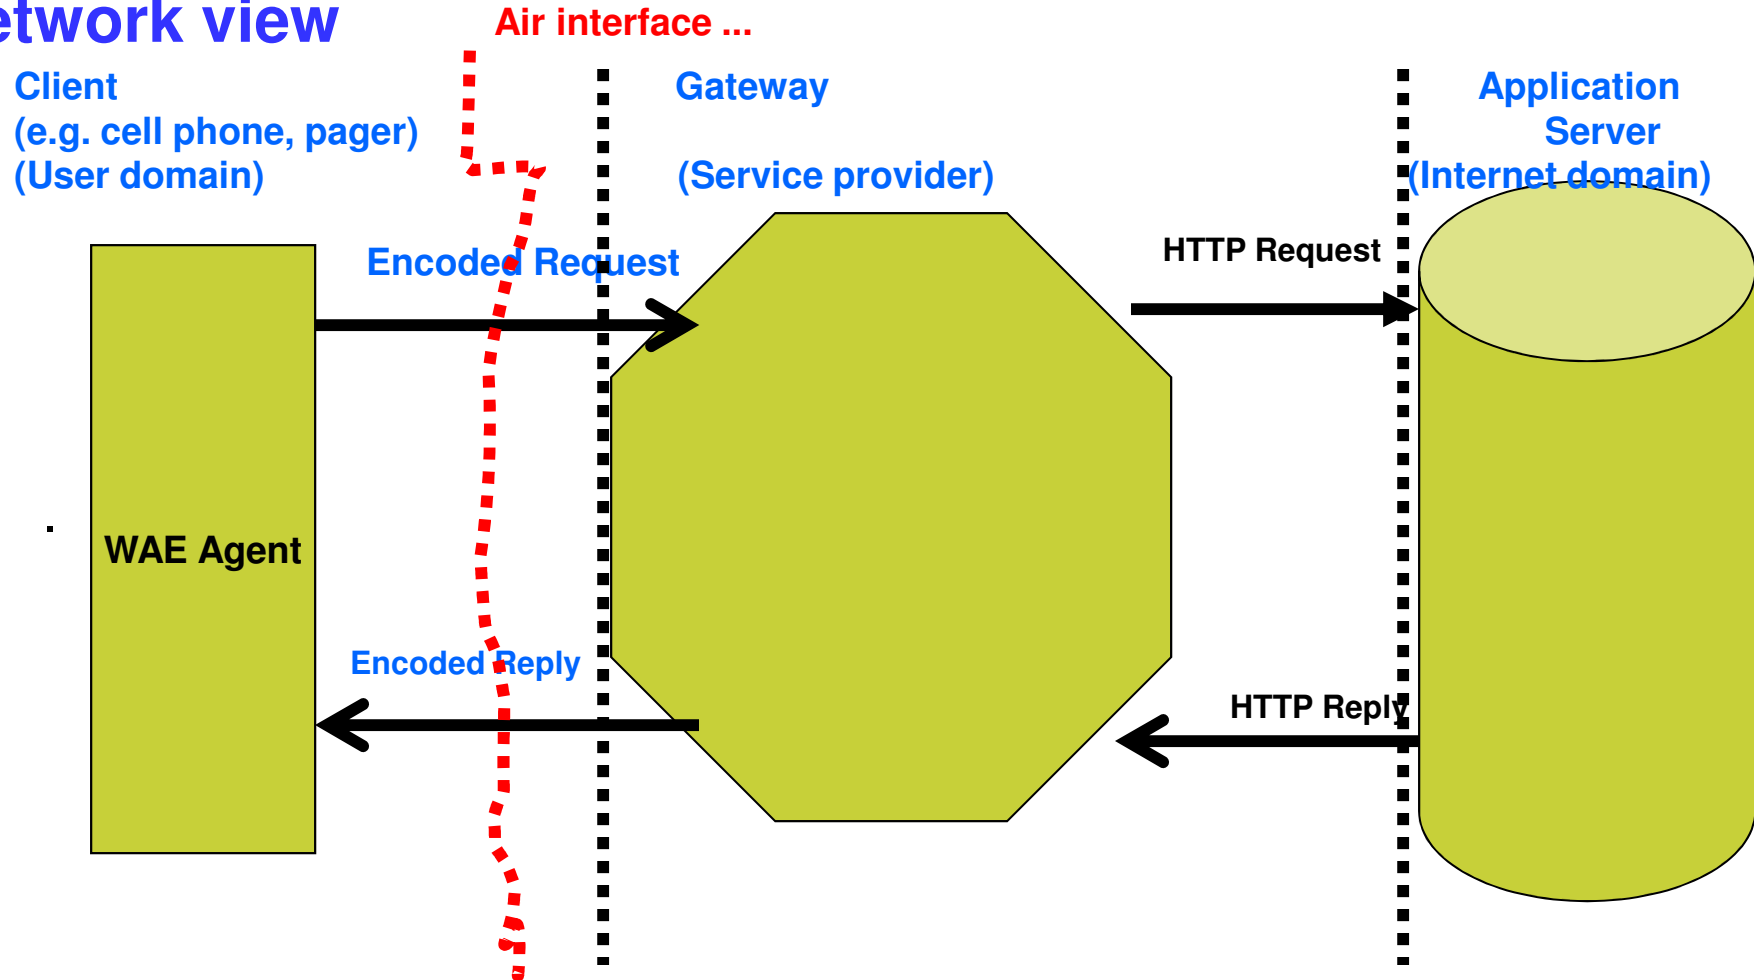 etwork view
Air interface ...
Client
(e.g. cell phone, pager)
(User domain)
Gateway
(Service provider)
Application
Server
(Internet domain)
Encoded Request
HTTP Request
WAE Agent
Encoded Reply
HTTP Reply